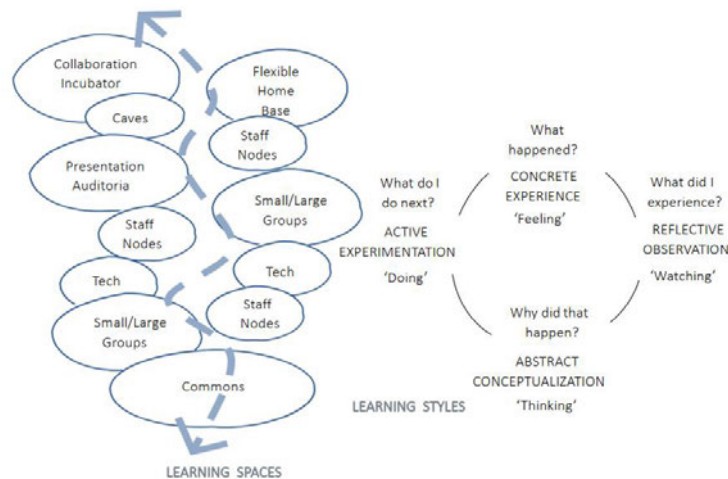 Collaboration
Incubator
Caves
Presentation
Auditoria
Staff
Nodes
Tech
Small/Large
Groups
Commons
Flexible
Home
Base
Staff
Nodes
Small/Large
Groups
Tech
Staff
Nodes
LEARNING SPACES
What
happened?
CONCRETE
EXPERIENCE
'Feeling'
What did I
experience?
REFLECTIVE
OBSERVATION
'Watching'
Why did that
happen?
ABSTRACT
CONCEPTUALIZATION
'Thinking'
What do I
do next?
ACTIVE
EXPERIMENTATION
'Doing'
LEARNING STYLES